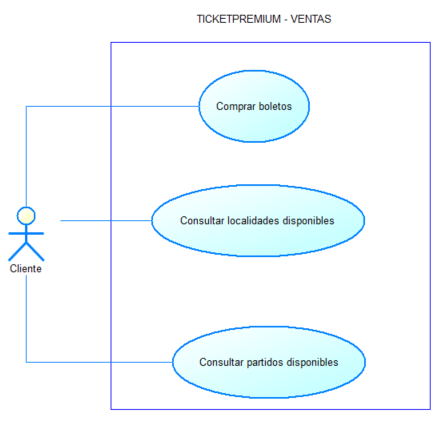 TICKETPREMIUM - VENTAS
Comprar boletos
Consultar localidades disponibles
Cliente
Consultar partidos disponibles